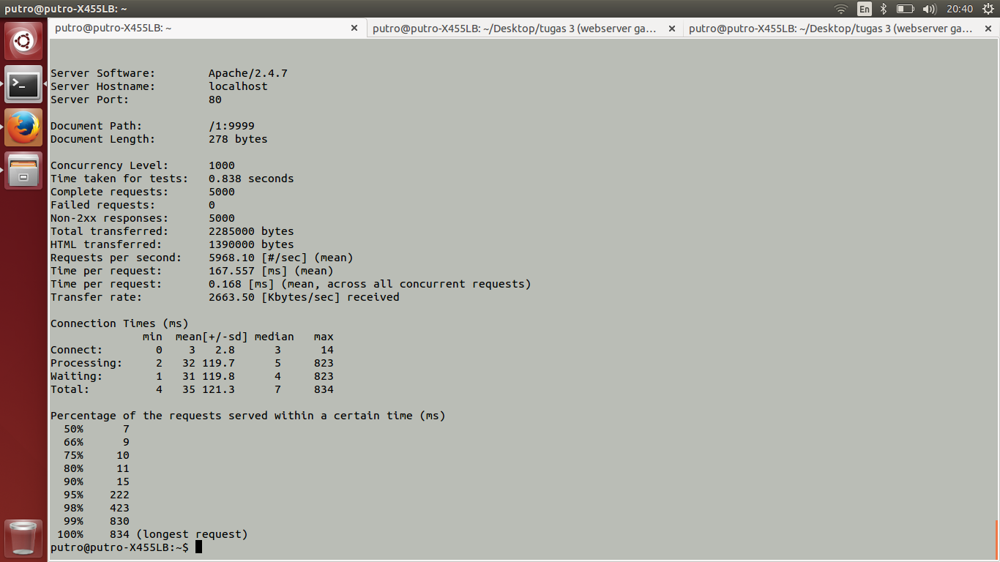 putro@putro-X455LB: ~
En
20:40
putro@putro-X455LB: ~
putro@putro-X455LB: ~/Desktop/tugas 3 (webserver ga...
putro@putro-X455LB: ~/Desktop/tugas 3 (webserver ga...
Server Software:        Apache/2.4.7
Server Hostname:        localhost
Server Port:            80
Document Path:          /1:9999
Document Length:        278 bytes
Concurrency Level:      1000
Time taken for tests:   0.838 seconds
Complete requests:      5000
Failed requests:        0
Non-2xx responses:      5000
Total transferred:      2285000 bytes
HTML transferred:       1390000 bytes
Requests per second:    5968.10 [#/sec] (mean)
Time per request:       167.557 [ms] (mean)
Time per request:       0.168 [ms] (mean, across all concurrent requests)
Transfer rate:          2663.50 [Kbytes/sec] received
Connection Times (ms)
              min  mean[+/-sd] median   max
Connect:        0    3   2.8      3      14
Processing:     2   32 119.7      5     823
Waiting:        1   31 119.8      4     823
Total:          4   35 121.3      7     834
Percentage of the requests served within a certain time (ms)
  50%      7
  66%      9
  75%     10
  80%     11
  90%     15
  95%    222
  98%    423
  99%    830
 100%    834 (longest request)
putro@putro-X455LB:~$